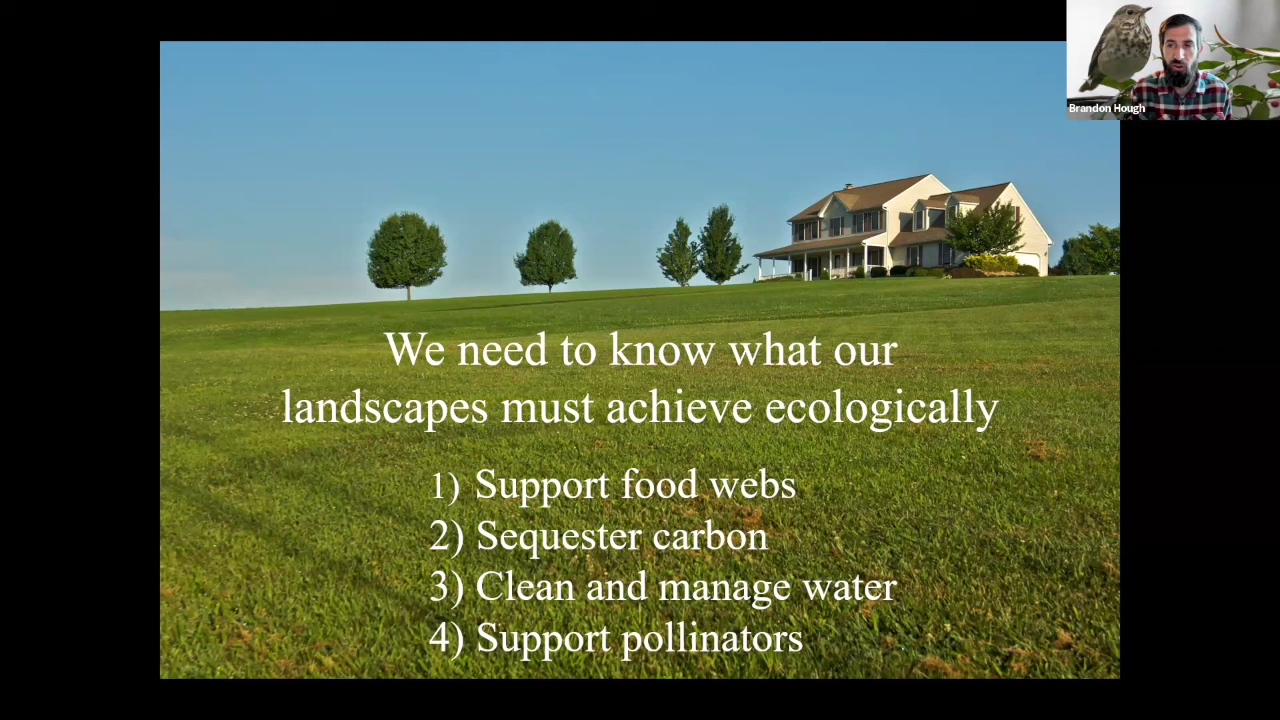 Brandon Hough
We need to know what our
landscapes must achieve ecologically
1) Support food webs
2) Sequester carbon
3) Clean and manage water
4) Support pollinators